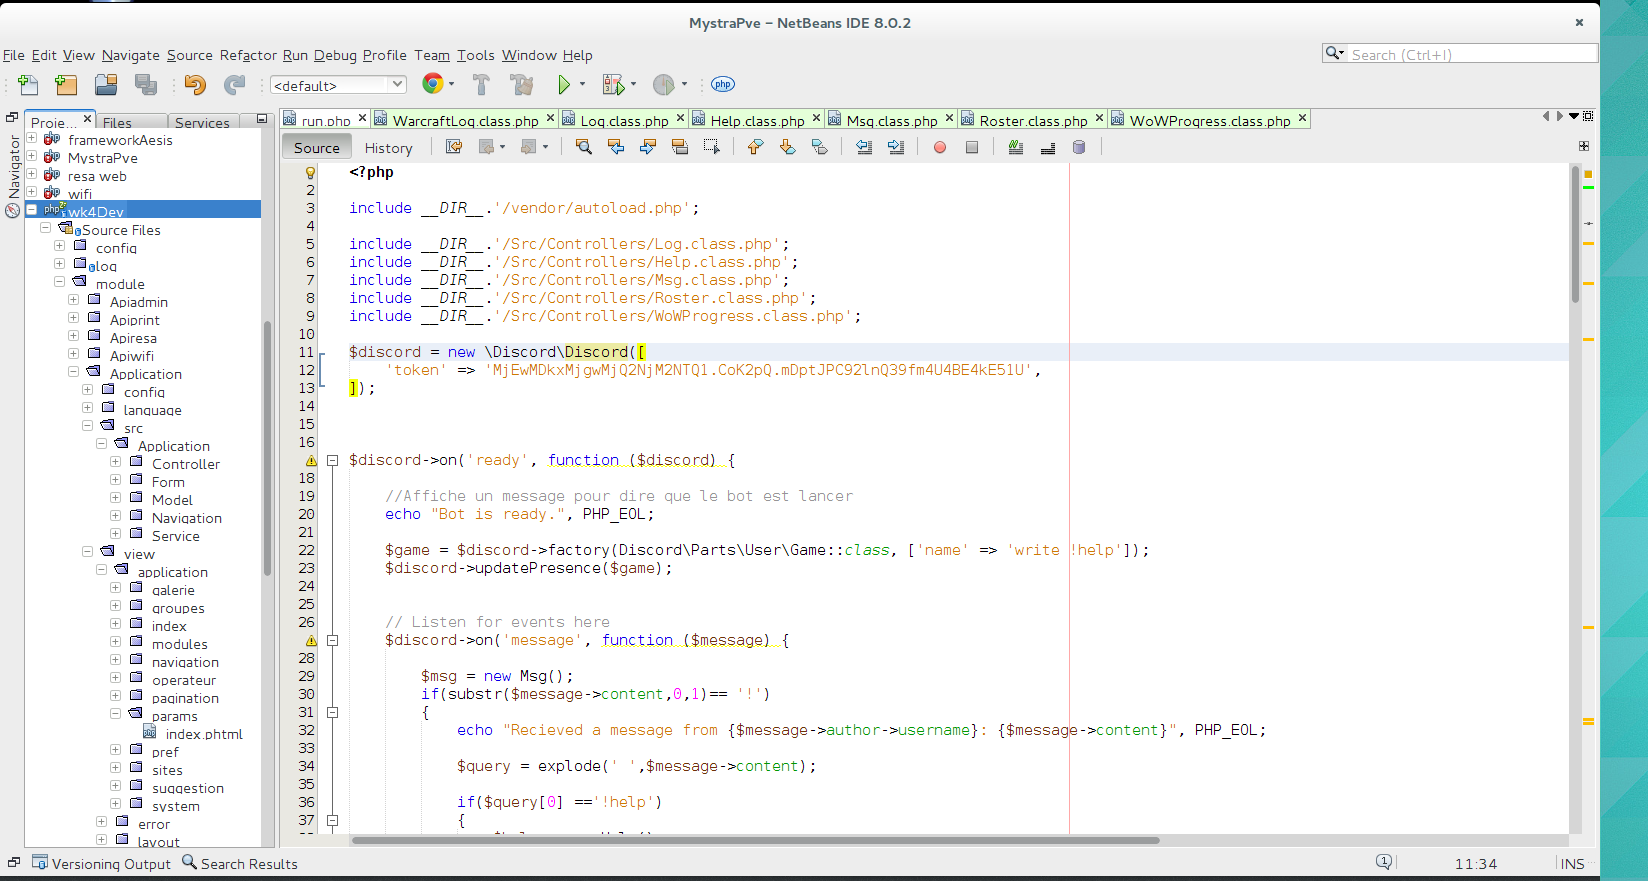 MystraPve – NetBeans IDE 8.0.2
File Edit View Navigate Source Refactor Run Debug Profile Team Tools Window Help
Search (Ctrl+I)
<default>
php
Navigator
Proje... Files Services
frameworkAesis
MystraPve
resa web
wifi
wk4Dev
Source Files
config
log
module
Apiadmin
Apiprint
Apiresa
Apiwifi
Application
config
language
src
Application
Controller
Form
Model
Navigation
Service
view
application
galerie
groupes
index
modules
navigation
operateur
pagination
params
index.phtml
pref
sites
suggestion
system
error
layout
run.php WarcraftLog.class.php Log.class.php Help.class.php Msg.class.php Roster.class.php WoWProgress.class.php
Source History
<?php
2
3 include __DIR__.'/vendor/autoload.php';
4
5 include __DIR__.'/Src/Controllers/Log.class.php';
6 include __DIR__.'/Src/Controllers/Help.class.php';
7 include __DIR__.'/Src/Controllers/Msg.class.php';
8 include __DIR__.'/Src/Controllers/Roster.class.php';
9 include __DIR__.'/Src/Controllers/WoWProgress.class.php';
10
11 $discord = new \Discord\Discord([
12 'token' => 'MjEwMDkxMjgwMjQ2NjM2NTQ1.CoK2pQ.mDptJPC92lnQ39fm4U4BE4kE51U',
13 ]);
14
15
16
$discord->on('ready', function ($discord) {
18
19 //Affiche un message pour dire que le bot est lancer
20 echo "Bot is ready.", PHP_EOL;
21
22 $game = $discord->factory(Discord\Parts\User\Game::class, ['name' => 'write !help']);
23 $discord->updatePresence($game);
24
25
26 // Listen for events here
$discord->on('message', function ($message) {
28
29 $msg = new Msg();
30 if(substr($message->content,0,1)== '!')
31 {
32 echo "Recieved a message from {$message->author->username}: {$message->content}", PHP_EOL;
33
34 $query = explode(' ',$message->content);
35
36 if($query[0] =='!help')
37 {
Versioning Output Search Results
1
11:34
INS